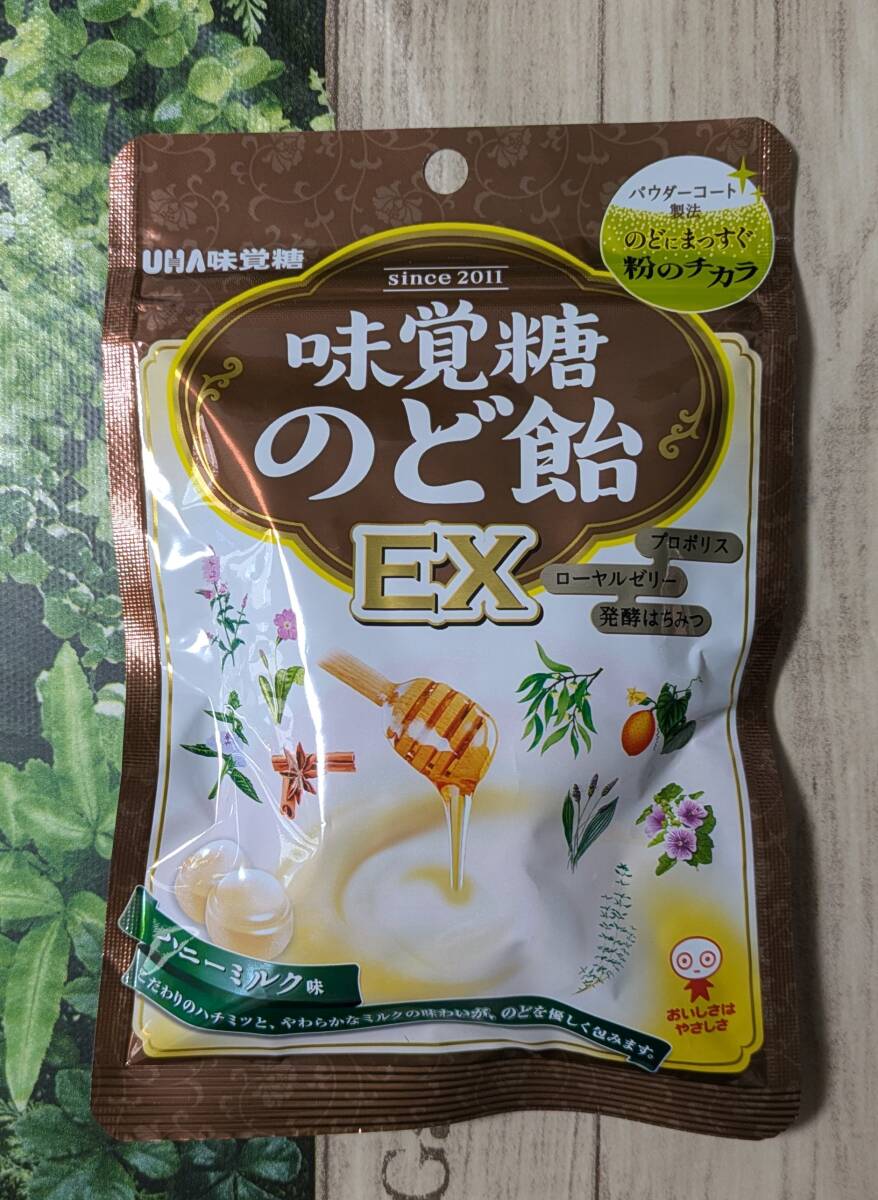 UHA味覚糖
パウダーコート
製法
のどにまっすぐ
粉のチカラ
since 2011
味覚糖
のど飴
EX
プロポリス
ローヤルゼリー
発酵はちみつ
ハニーミルク味
こだわりのハチミツと、やわらかなミルクの味わいが、のどを優しく包みます。
おいしさは
やさしさ
Ga